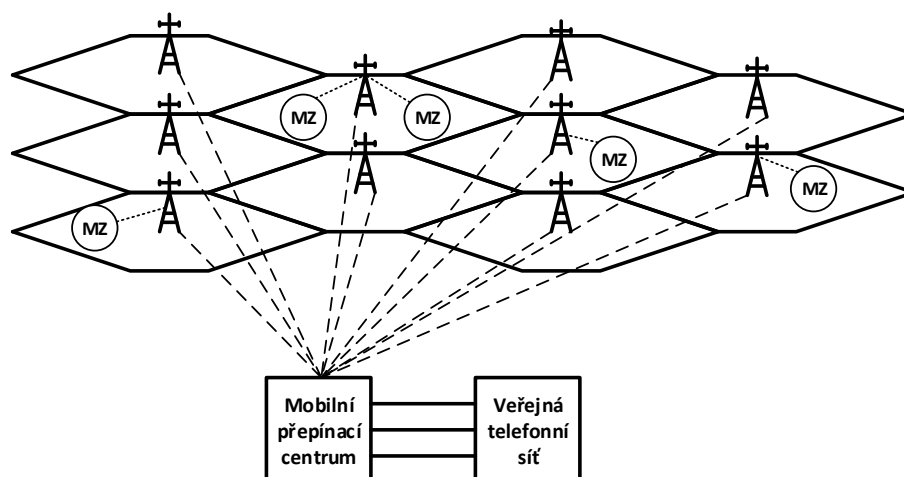 MZ
MZ
MZ
MZ
MZ
Mobilní
přepínací
centrum
Veřejná
telefonní
síť